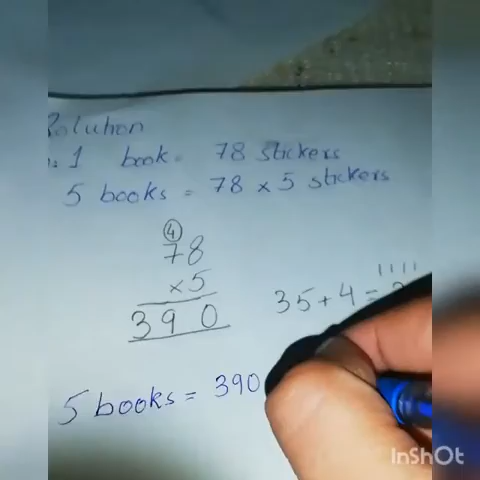 Solution
1 book = 78 stickers
5 books = 78 x 5 stickers
4
78
x5
390
35+4=
5 books = 390
InShOt